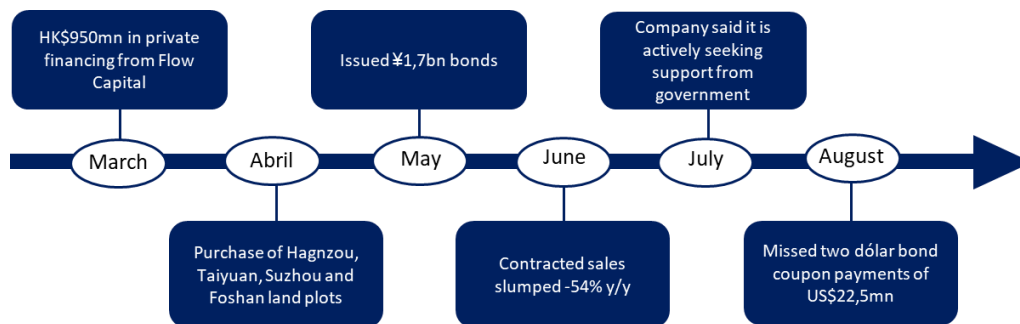 HK$950mn in private
financing from Flow
Capital
Issued ¥1,7bn bonds
Company said it is
actively seeking
support from
government
March
Abril
May
June
July
August
Purchase of Hagnzou,
Taiyuan, Suzhou and
Foshan land plots
Contracted sales
slumped -54% y/y
Missed two dólar bond
coupon payments of
US$22,5mn